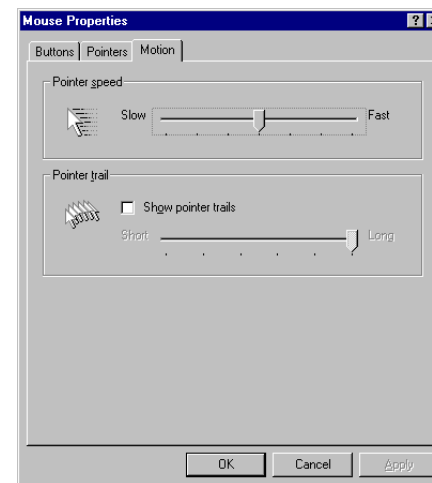 Mouse Properties
Buttons Pointers Motion
Pointer speed
Slow Fast
Pointer trail
Show pointer trails
Short Long
OK Cancel Apply